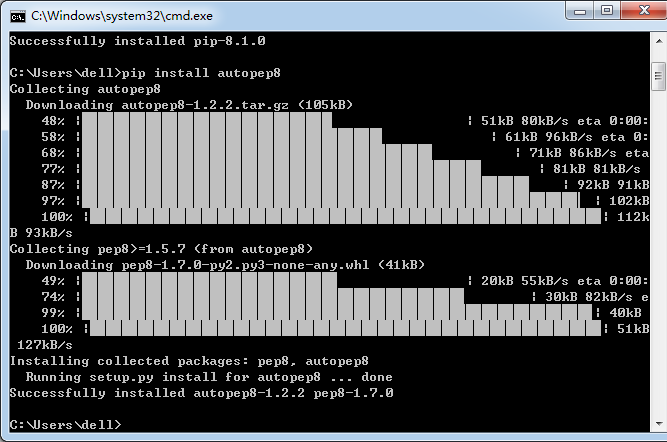 C:\Windows\system32\cmd.exe
Successfully installed pip-8.1.0
C:\Users\dell>pip install autopep8
Collecting autopep8
Downloading autopep8-1.2.2.tar.gz (105kB)
48% | | 51kB 80kB/s eta 0:00:
58% | | 61kB 96kB/s eta 0:
68% | | 71kB 86kB/s eta
77% | | 81kB 81kB/s
87% | | 92kB 91kB
97% | | 102kB
100% | | 112k
B 93kB/s
Collecting pep8>=1.5.7 (from autopep8)
Downloading pep8-1.7.0-py2.py3-none-any.whl (41kB)
49% | | 20kB 55kB/s eta 0:00:
74% | | 30kB 82kB/s e
99% | | 40kB
100% | | 51kB
127kB/s
Installing collected packages: pep8, autopep8
Running setup.py install for autopep8 ... done
Successfully installed autopep8-1.2.2 pep8-1.7.0
C:\Users\dell>